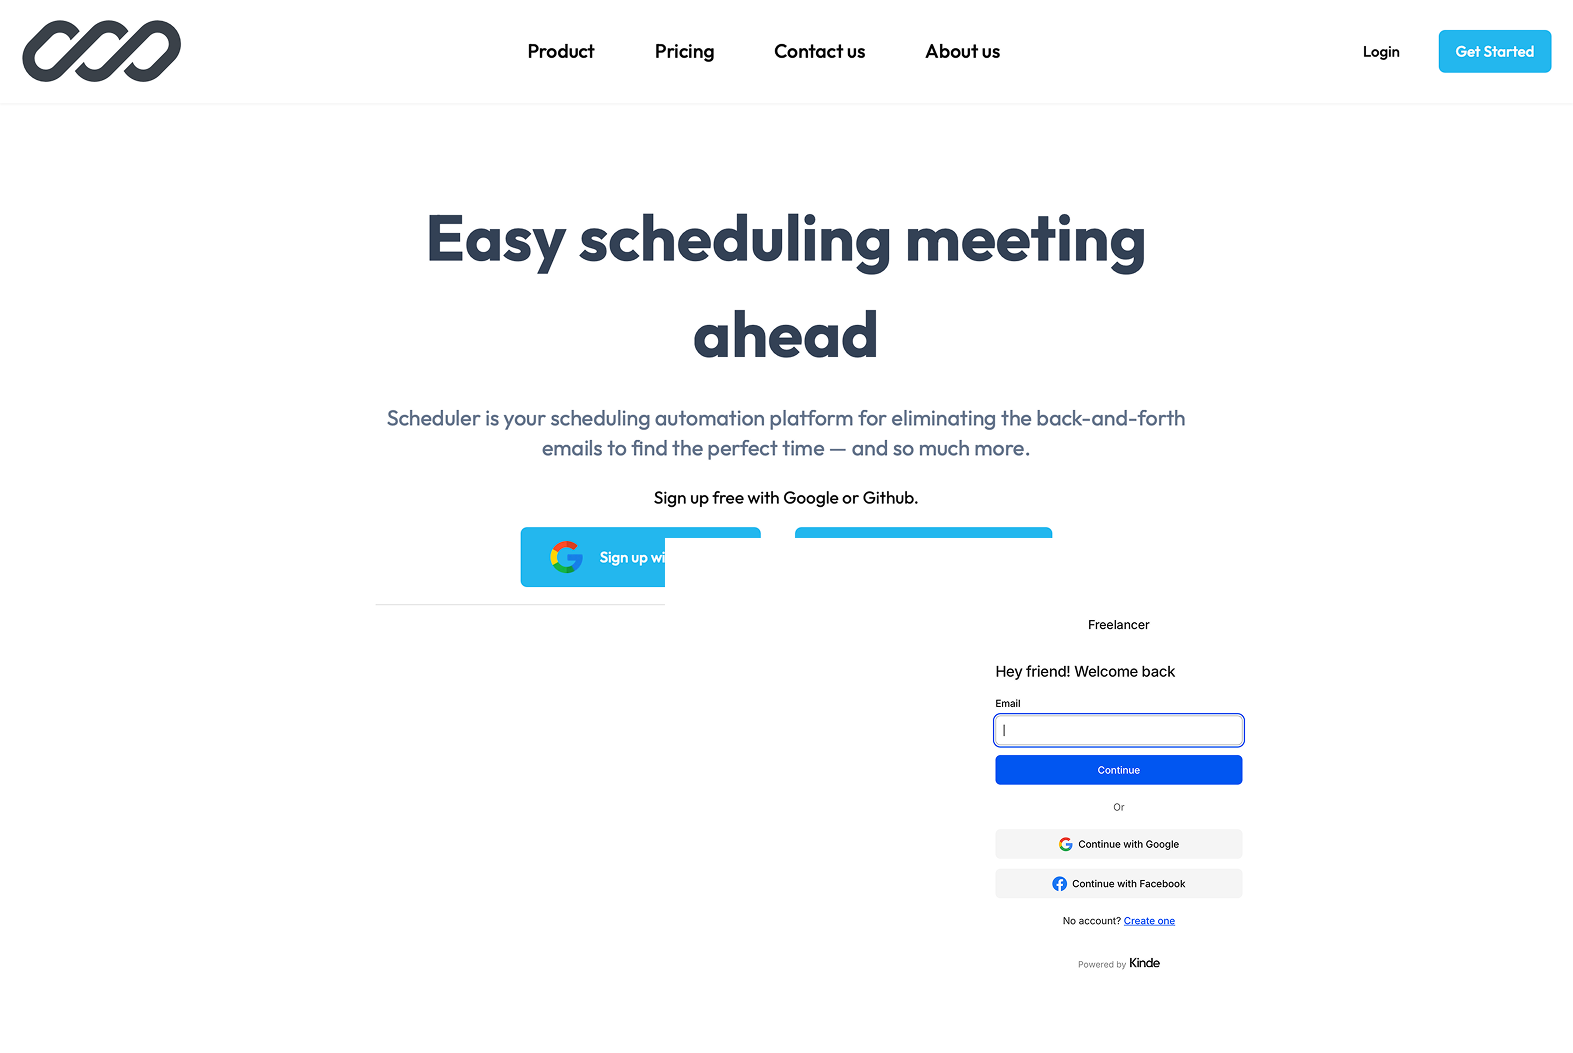 Product
Pricing
Contact us
About us
Login
Get Started
Easy scheduling meeting
ahead
Scheduler is your scheduling automation platform for eliminating the back-and-forth
emails to find the perfect time — and so much more.
Sign up free with Google or Github.
Sign up wi
Freelancer
Hey friend! Welcome back
Email
Continue
Or
Continue with Google
Continue with Facebook
No account? Create one
Powered by Kinde